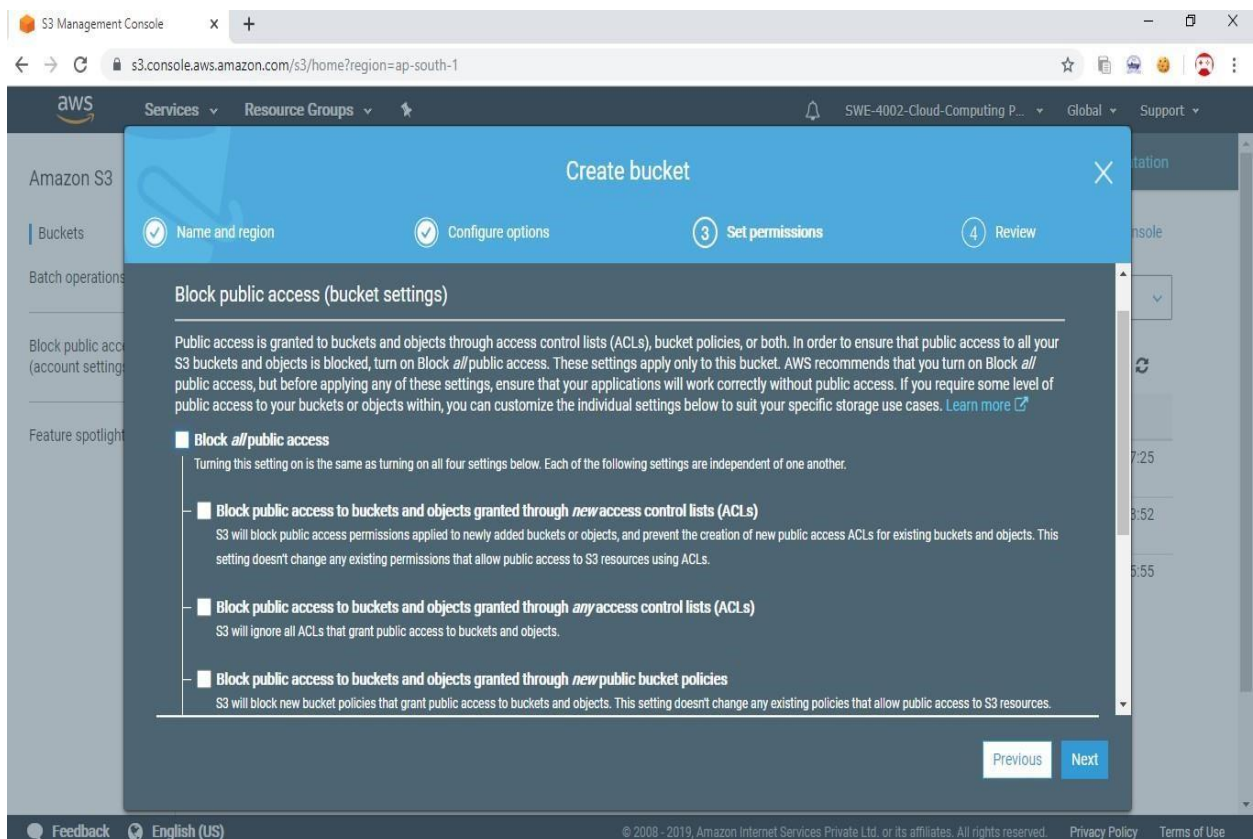 S3 Management Console
s3.console.aws.amazon.com/s3/home?region=ap-south-1
aws
Services
Resource Groups
SWE-4002-Cloud-Computing P...
Global
Support
Amazon S3
Buckets
Batch operations
Block public acc
(account setting
Feature spotlight
tation
nsole
7:25
3:52
5:55
Create bucket
Name and region
Configure options
3 Set permissions
4 Review
Block public access (bucket settings)
Public access is granted to buckets and objects through access control lists (ACLs), bucket policies, or both. In order to ensure that public access to all your
S3 buckets and objects is blocked, turn on Block all public access. These settings apply only to this bucket. AWS recommends that you turn on Block all
public access, but before applying any of these settings, ensure that your applications will work correctly without public access. If you require some level of
public access to your buckets or objects within, you can customize the individual settings below to suit your specific storage use cases. Learn more
Block all public access
Turning this setting on is the same as turning on all four settings below. Each of the following settings are independent of one another.
Block public access to buckets and objects granted through new access control lists (ACLs)
S3 will block public access permissions applied to newly added buckets or objects, and prevent the creation of new public access ACLs for existing buckets and objects. This
setting doesn't change any existing permissions that allow public access to S3 resources using ACLs.
Block public access to buckets and objects granted through any access control lists (ACLs)
S3 will ignore all ACLs that grant public access to buckets and objects.
Block public access to buckets and objects granted through new public bucket policies
S3 will block new bucket policies that grant public access to buckets and objects. This setting doesn't change any existing policies that allow public access to S3 resources.
Previous
Next
Feedback
English (US)
© 2008 - 2019, Amazon Internet Services Private Ltd. or its affiliates. All rights reserved.
Privacy Policy
Terms of Use